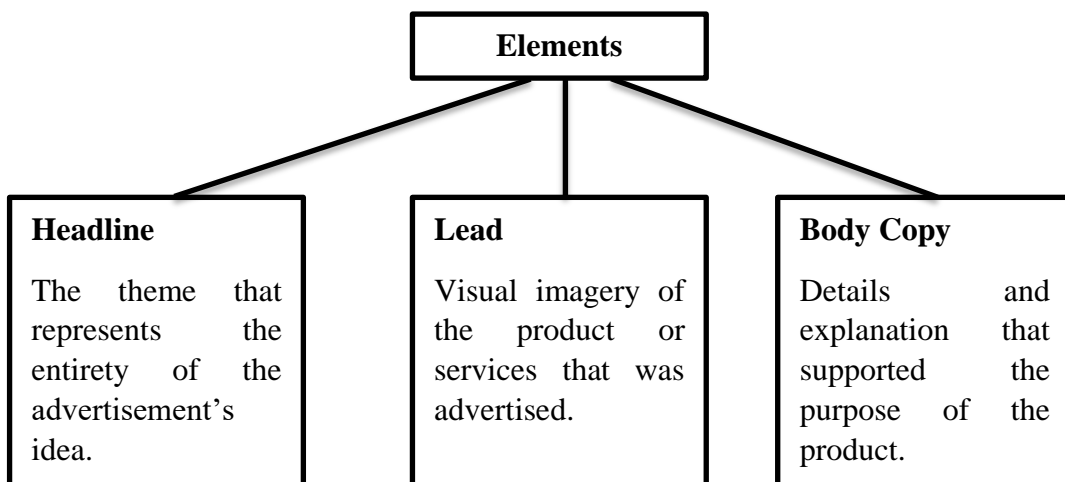 Elements
Headline
The theme that
represents the
entirety of the
advertisement’s
idea.
Lead
Visual imagery of
the product or
services that was
advertised.
Body Copy
Details and
explanation that
supported the
purpose of the
product.